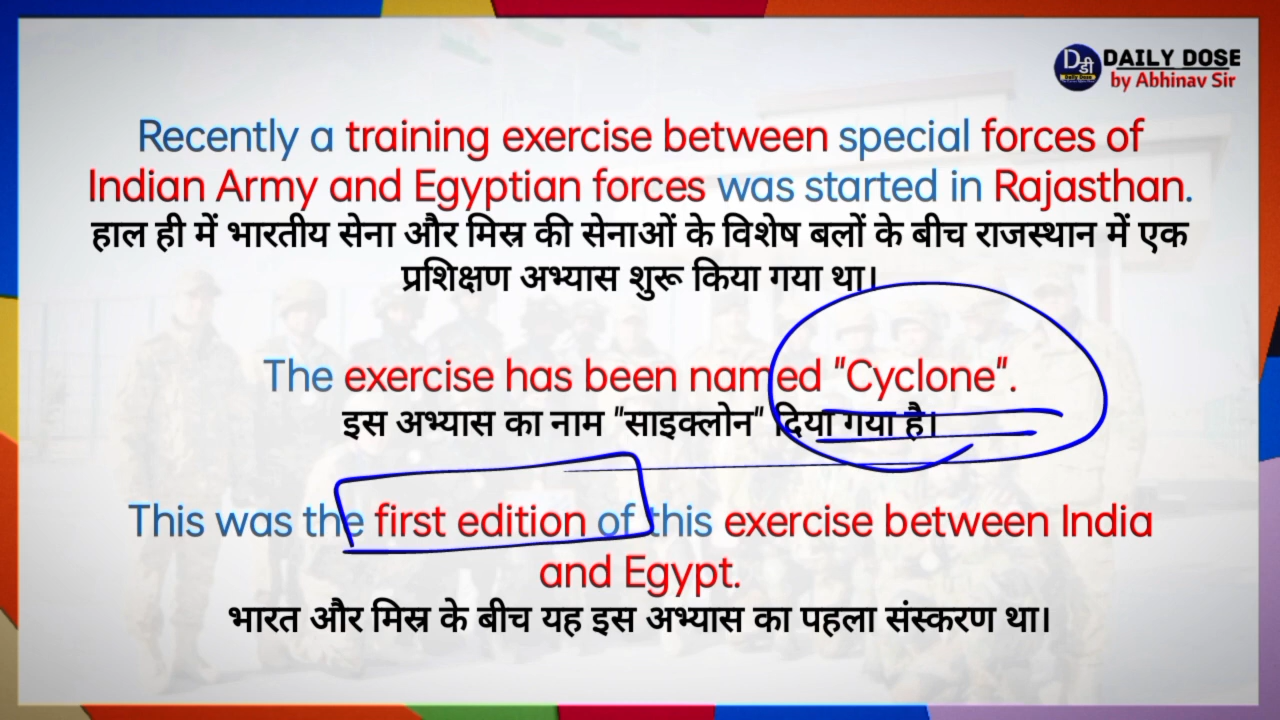 Dडी
Daily Dose
DAILY DOSE
by Abhinav Sir
Recently a training exercise between special forces of
Indian Army and Egyptian forces was started in Rajasthan.
हाल ही में भारतीय सेना और मिस्र की सेनाओं के विशेष बलों के बीच राजस्थान में एक
प्रशिक्षण अभ्यास शुरू किया गया था।
The exercise has been named "Cyclone".
इस अभ्यास का नाम "साइक्लोन" दिया गया है।
This was the first edition of this exercise between India
and Egypt.
भारत और मिस्र के बीच यह इस अभ्यास का पहला संस्करण था।